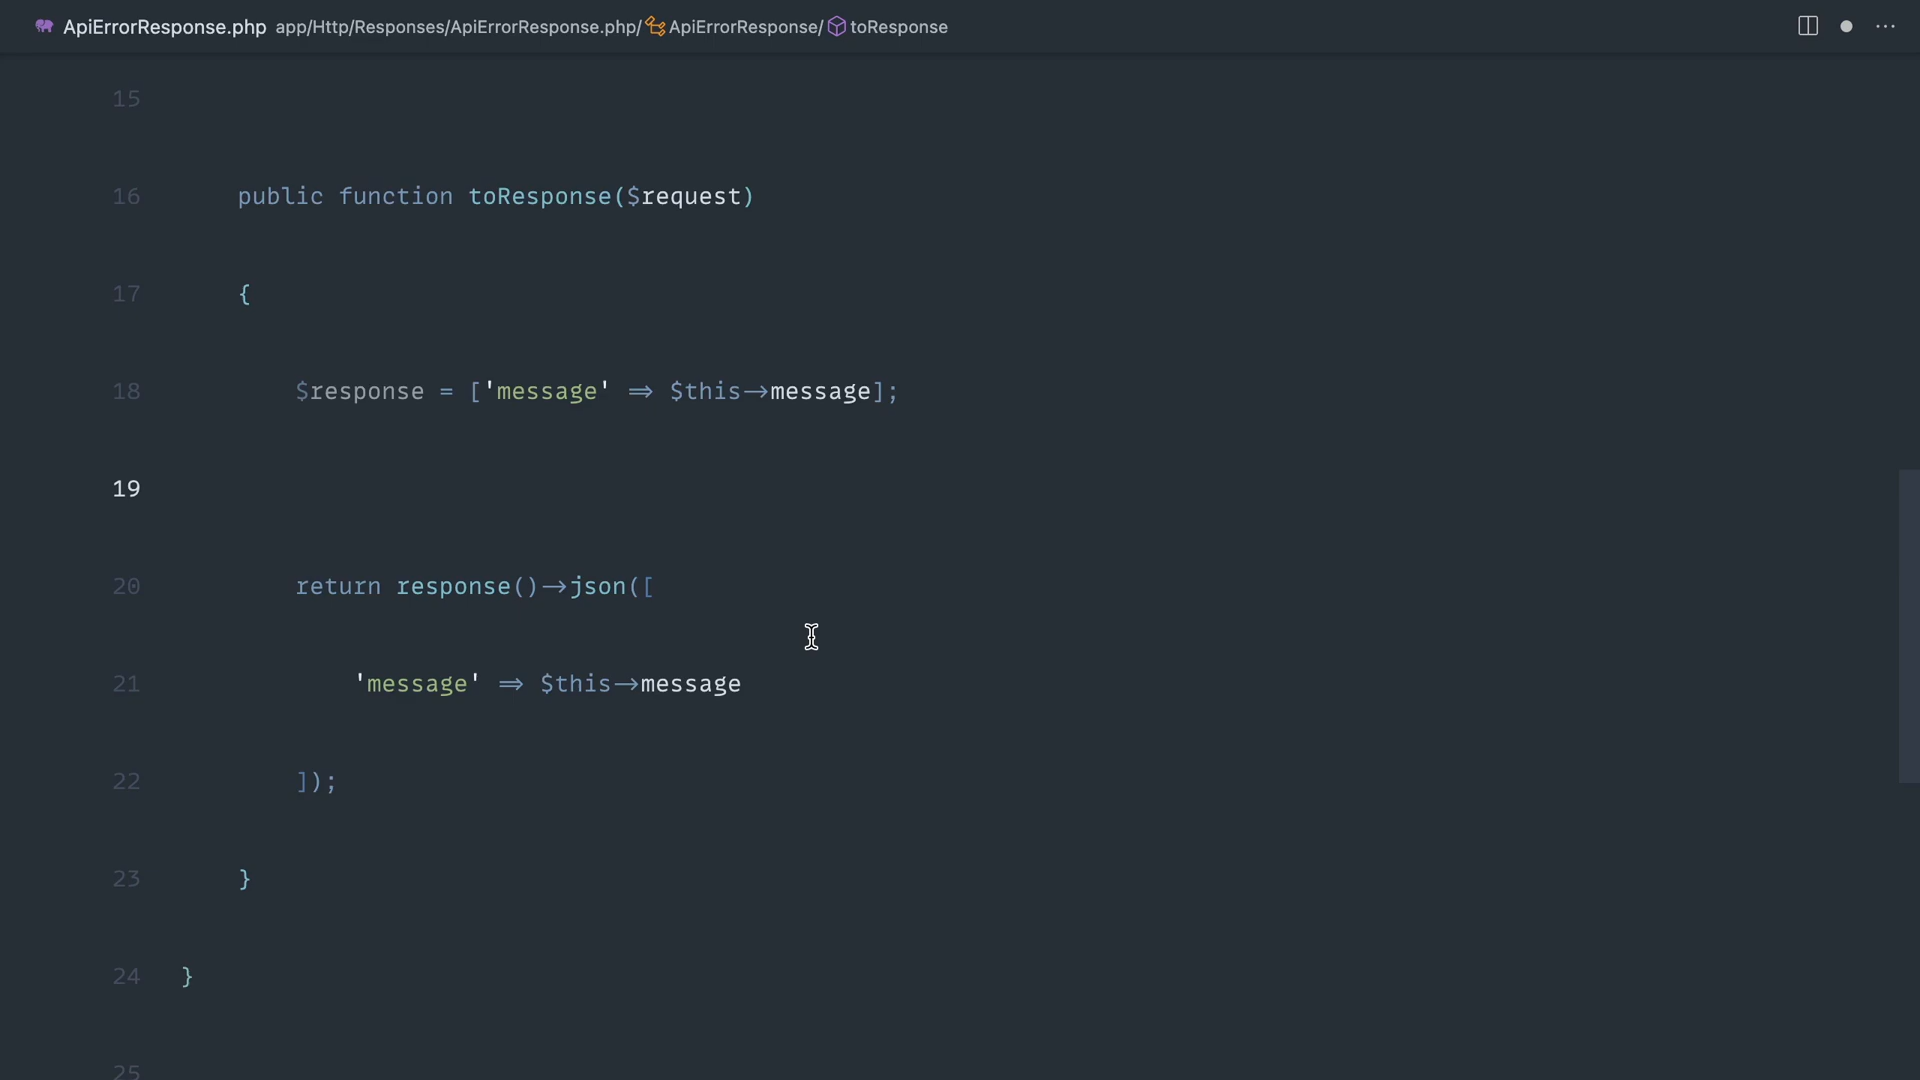 ApiErrorResponse.php app/Http/Responses/ApiErrorResponse.php/ ApiErrorResponse/ toResponse
15
16 public function toResponse($request)
17 {
18 $response = ['message' => $this->message];
19
20 return response()->json([
21 'message' => $this->message
22 ]);
23 }
24 }
25